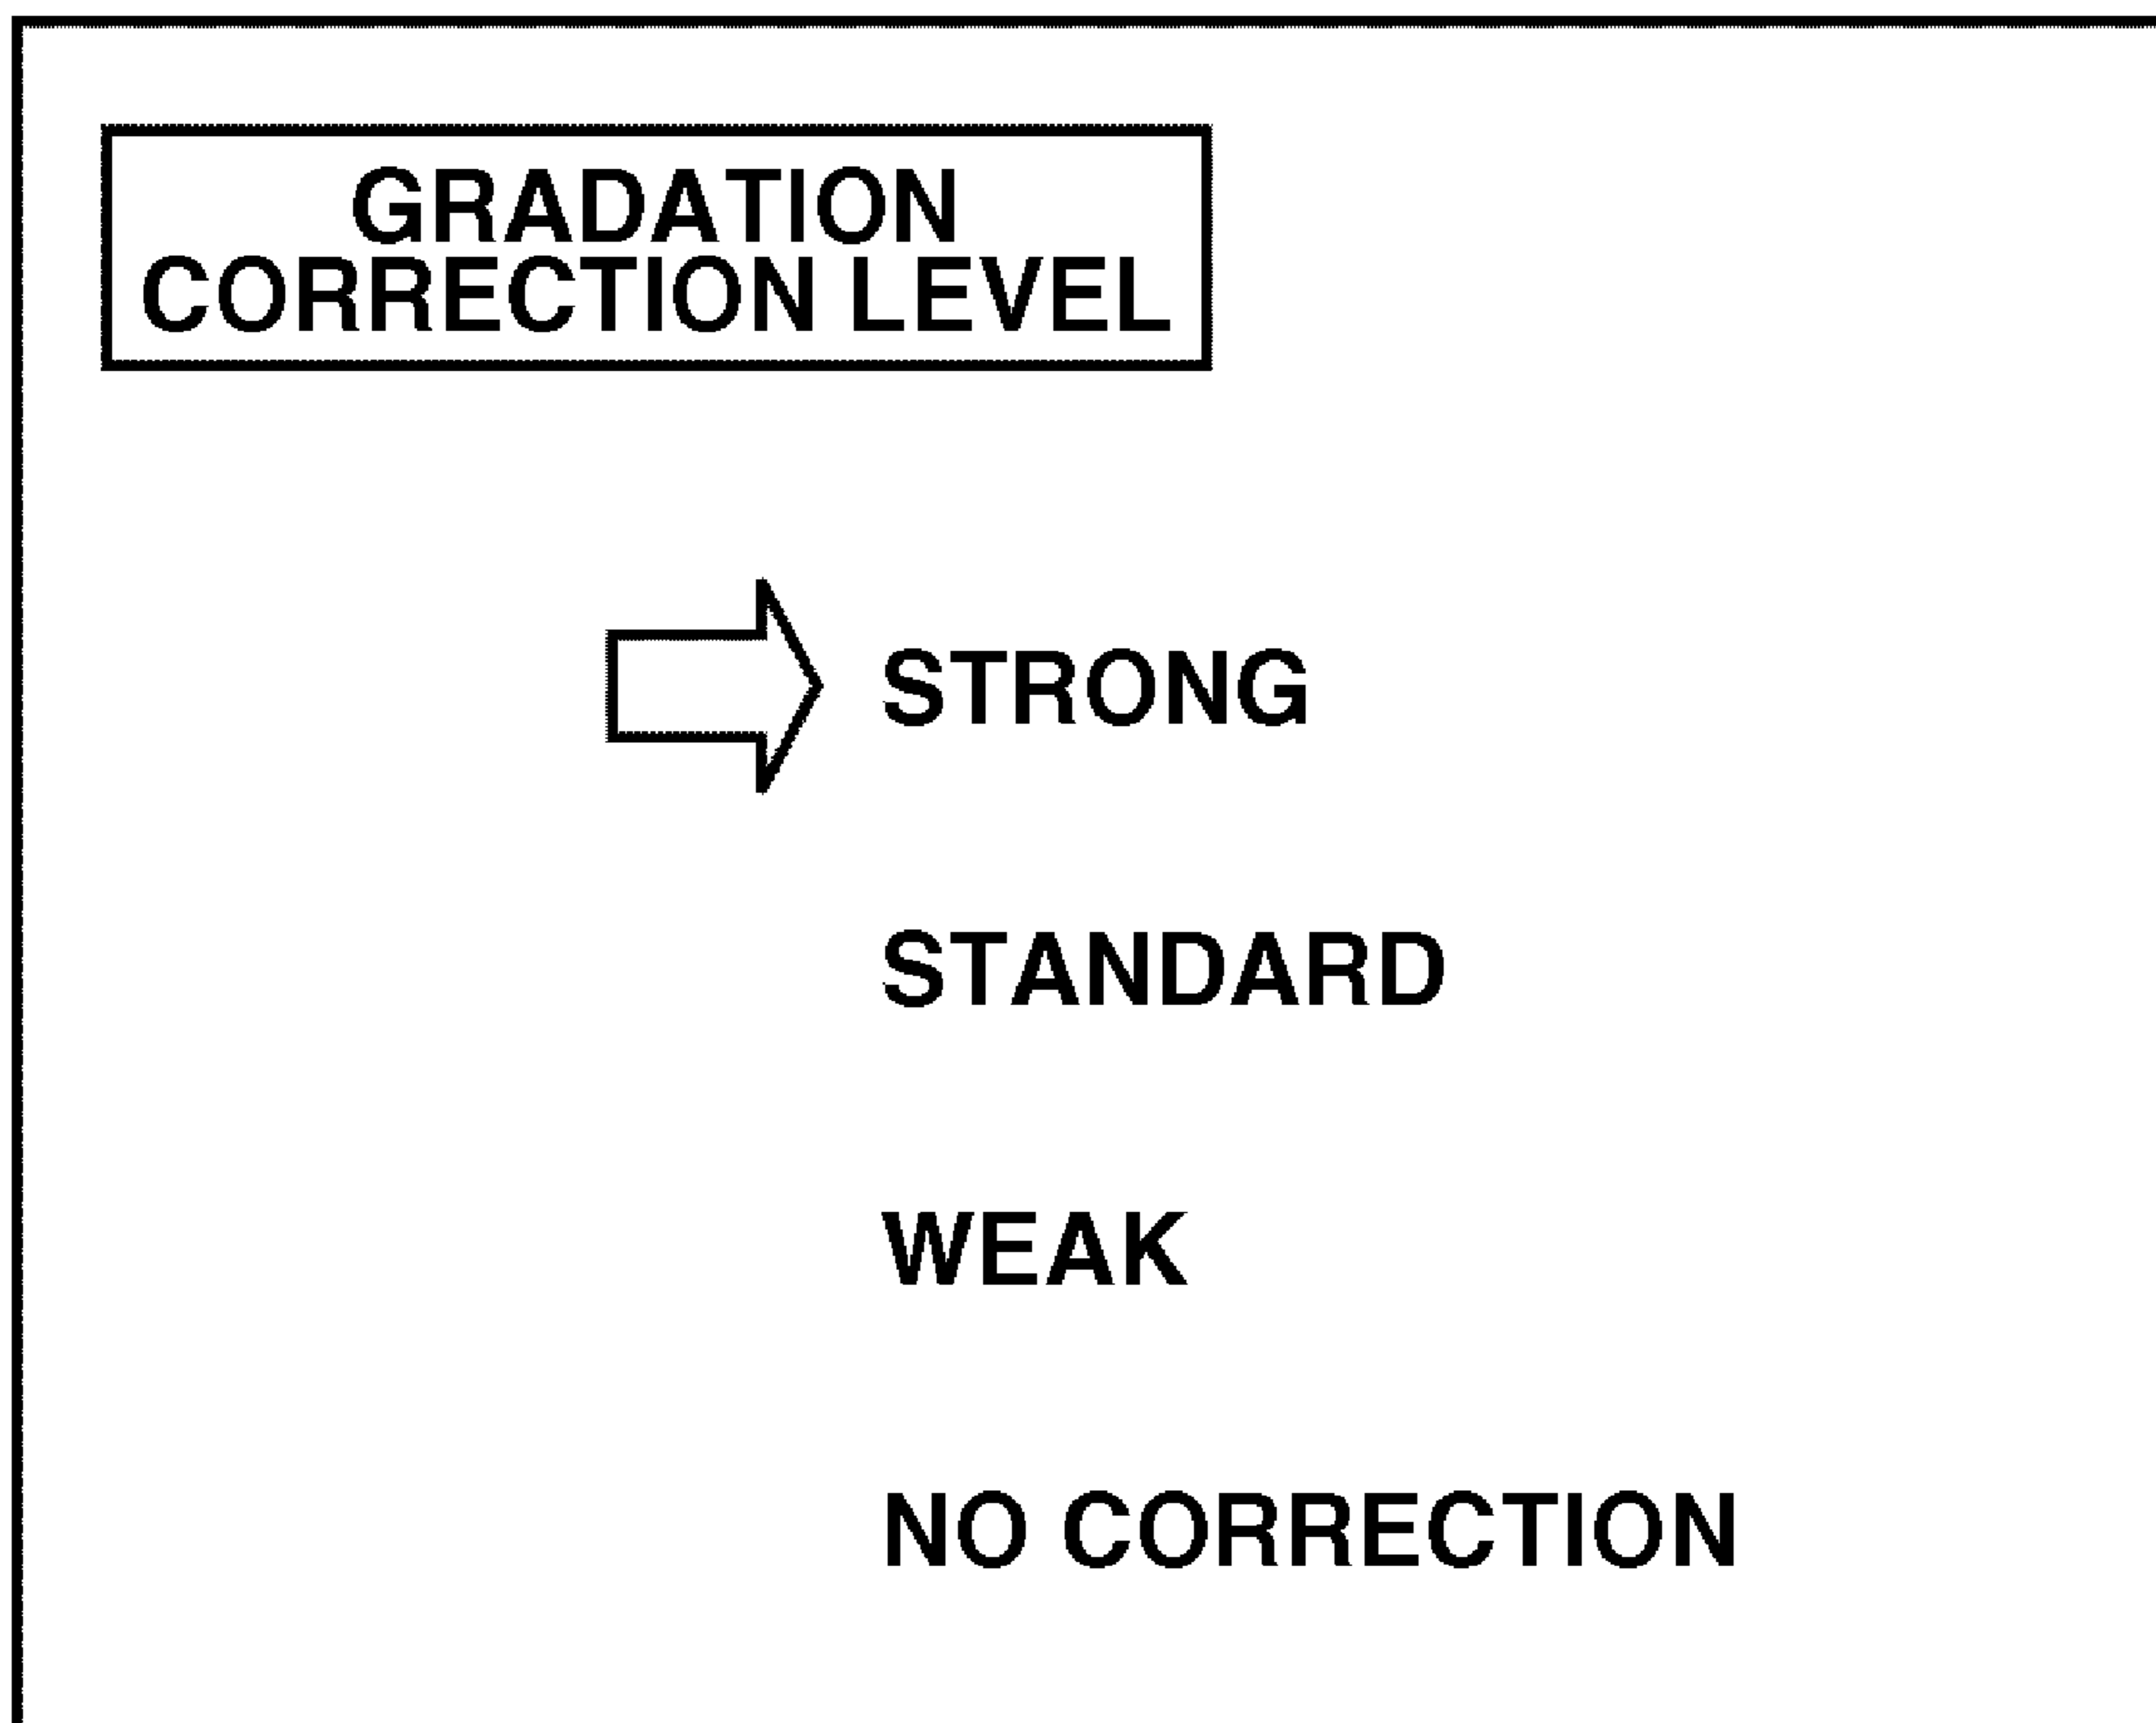 GRADATION
CORRECTION LEVEL
STRONG
STANDARD
WEAK
NO CORRECTION